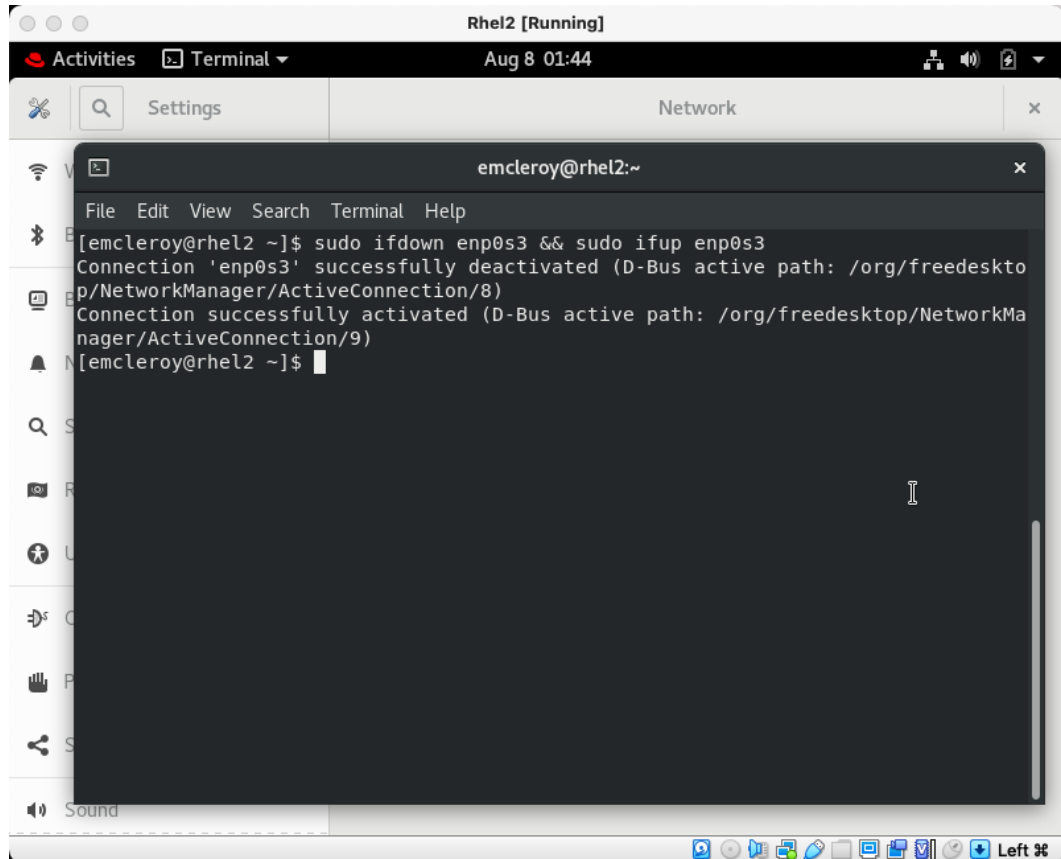 Rhel2 [Running]
Activities Terminal Aug 8 01:44
Settings Network
emcleroy@rhel2:~
File Edit View Search Terminal Help
[emcleroy@rhel2 ~]$ sudo ifdown enp0s3 && sudo ifup enp0s3
Connection 'enp0s3' successfully deactivated (D-Bus active path: /org/freedeskto
p/NetworkManager/ActiveConnection/8)
Connection successfully activated (D-Bus active path: /org/freedesktop/NetworkMa
nager/ActiveConnection/9)
[emcleroy@rhel2 ~]$
Sound
Left ⌘